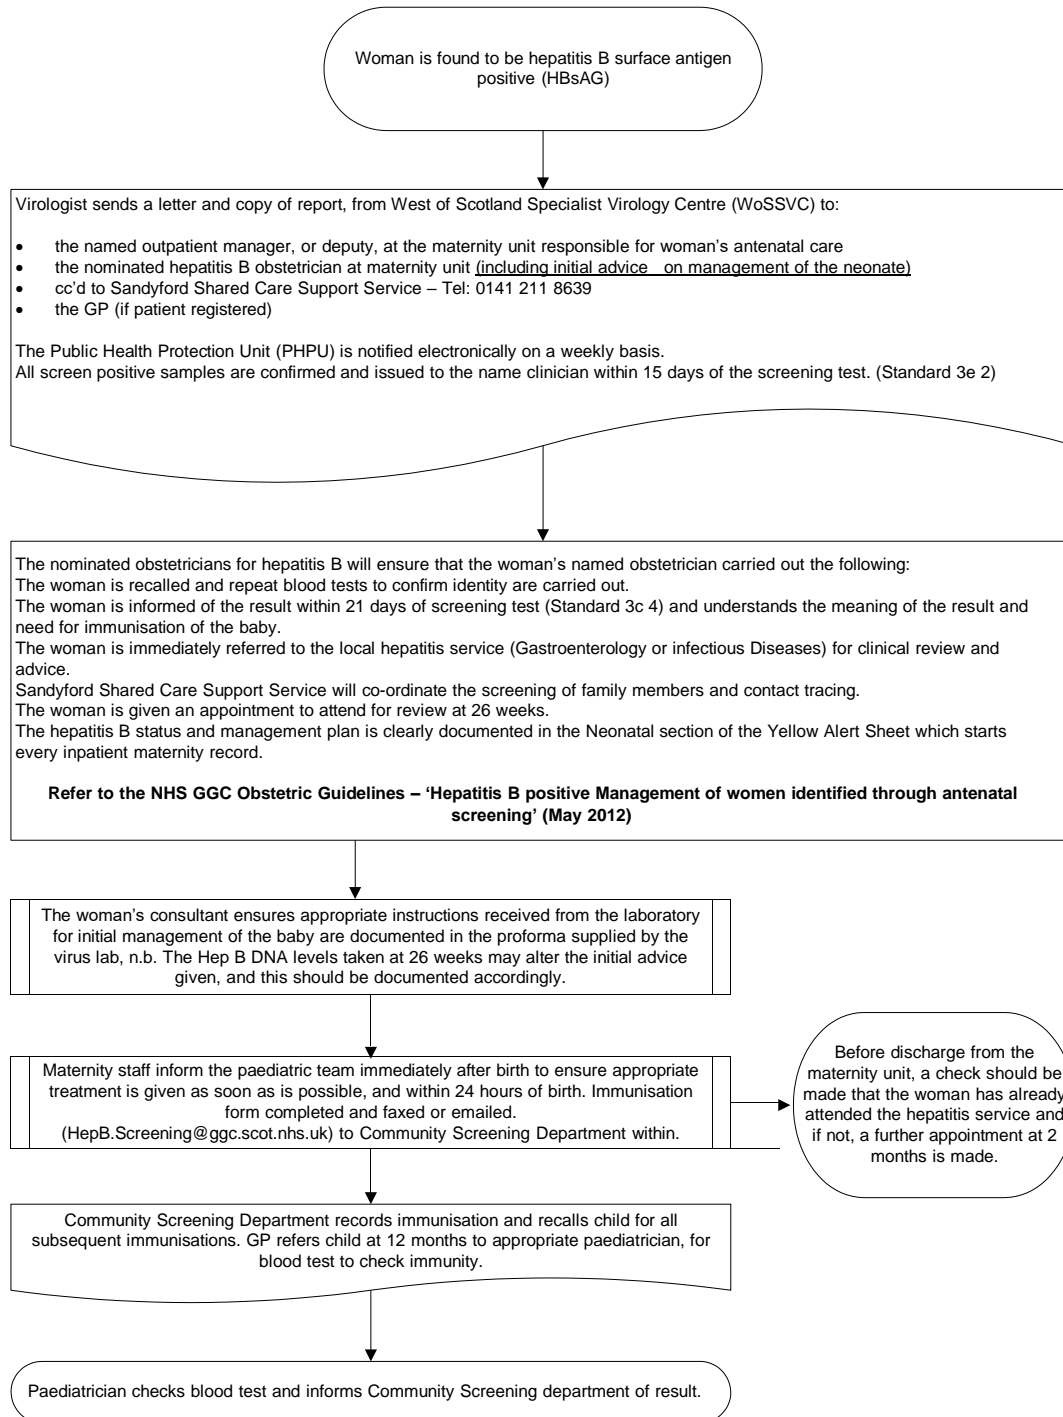 Woman is found to be hepatitis B surface antigen
positive (HBsAG)
Virologist sends a letter and copy of report, from West of Scotland Specialist Virology Centre (WoSSVC) to:
• the named outpatient manager, or deputy, at the maternity unit responsible for woman's antenatal care
• the nominated hepatitis B obstetrician at maternity unit (including initial advice on management of the neonate)
• cc'd to Sandyford Shared Care Support Service – Tel: 0141 211 8639
• the GP (if patient registered)
The Public Health Protection Unit (PHPU) is notified electronically on a weekly basis.
All screen positive samples are confirmed and issued to the name clinician within 15 days of the screening test. (Standard 3e 2)
The nominated obstetricians for hepatitis B will ensure that the woman's named obstetrician carried out the following:
The woman is recalled and repeat blood tests to confirm identity are carried out.
The woman is informed of the result within 21 days of screening test (Standard 3c 4) and understands the meaning of the result and
need for immunisation of the baby.
The woman is immediately referred to the local hepatitis service (Gastroenterology or infectious Diseases) for clinical review and
advice.
Sandyford Shared Care Support Service will co-ordinate the screening of family members and contact tracing.
The woman is given an appointment to attend for review at 26 weeks.
The hepatitis B status and management plan is clearly documented in the Neonatal section of the Yellow Alert Sheet which starts
every inpatient maternity record.
Refer to the NHS GGC Obstetric Guidelines – 'Hepatitis B positive Management of women identified through antenatal
screening' (May 2012)
The woman's consultant ensures appropriate instructions received from the laboratory
for initial management of the baby are documented in the proforma supplied by the
virus lab, n.b. The Hep B DNA levels taken at 26 weeks may alter the initial advice
given, and this should be documented accordingly.
Maternity staff inform the paediatric team immediately after birth to ensure appropriate
treatment is given as soon as is possible, and within 24 hours of birth. Immunisation
form completed and faxed or emailed.
(HepB.Screening@ggc.scot.nhs.uk) to Community Screening Department within.
Before discharge from the
maternity unit, a check should be
made that the woman has already
attended the hepatitis service and
if not, a further appointment at 2
months is made.
Community Screening Department records immunisation and recalls child for all
subsequent immunisations. GP refers child at 12 months to appropriate paediatrician, for
blood test to check immunity.
Paediatrician checks blood test and informs Community Screening department of result.